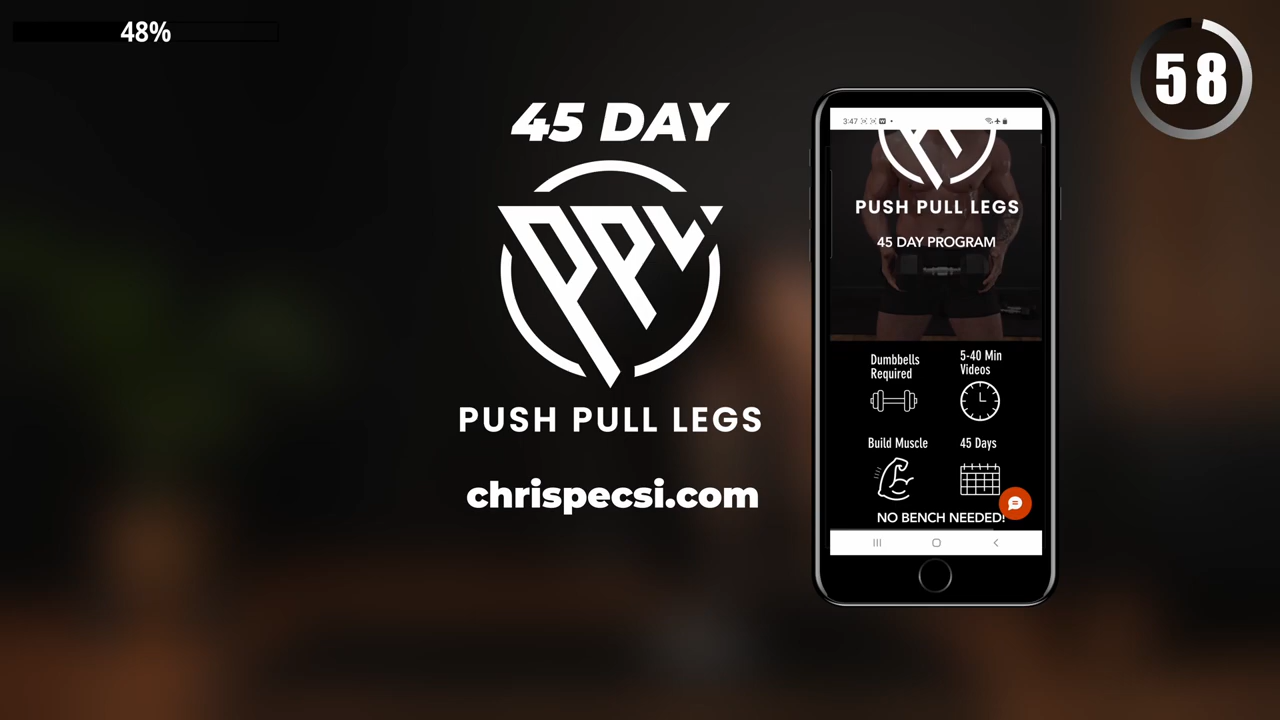 48%
58
45 DAY
PPL
PUSH PULL LEGS
chrispecsi.com
3:47
PUSH PULL LEGS
45 DAY PROGRAM
Dumbbells
Required
5-40 Min
Videos
Build Muscle
45 Days
NO BENCH NEEDED!